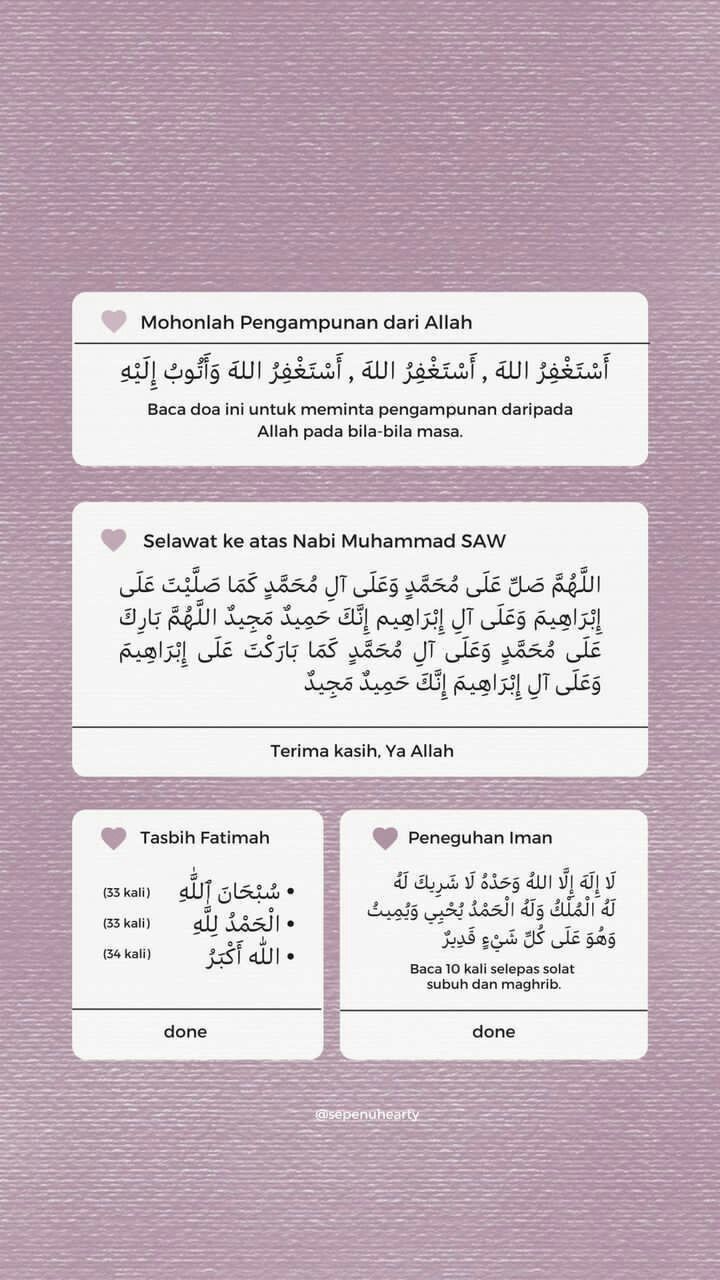 Mohonlah Pengampunan dari Allah
أَسْتَغْفِرُ اللهَ , أَسْتَغْفِرُ اللهَ , أَسْتَغْفِرُ اللهَ وَأَتُوبُ إِلَيْهِ
Baca doa ini untuk meminta pengampunan daripada
Allah pada bila-bila masa.
Selawat ke atas Nabi Muhammad SAW
اللَّهُمَّ صَلِّ عَلَى مُحَمَّدٍ وَعَلَى آلِ مُحَمَّدٍ كَمَا صَلَّيْتَ عَلَى
إِبْرَاهِيمَ وَعَلَى آلِ إِبْرَاهِيم إِنَّكَ حَمِيدٌ مَجِيدٌ اللَّهُمَّ بَارِكَ
عَلَى مُحَمَّدٍ وَعَلَى آلِ مُحَمَّدٍ كَمَا بَارَكْتَ عَلَى إِبْرَاهِيمَ
وَعَلَى آلِ إِبْرَاهِيمَ إِنَّكَ حَمِيدٌ مَجِيدٌ
Terima kasih, Ya Allah
Tasbih Fatimah
• سُبْحَانَ ٱللَّهِ (33 kali)
• الْحَمْدُ لِلَّهِ (33 kali)
• اللّٰه أَكْبَرُ (34 kali)
done
Peneguhan Iman
لَا إِلَهَ إِلَّا اللهُ وَحْدَهُ لَا شَرِيكَ لَهُ
لَهُ الْمُلْكُ وَلَهُ الْحَمْدُ يُحْيِي وَيُمِيتُ
وَهُوَ عَلَى كُلِّ شَيْءٍ قَدِيرٌ
Baca 10 kali selepas solat
subuh dan maghrib.
done
@sepenuhearty